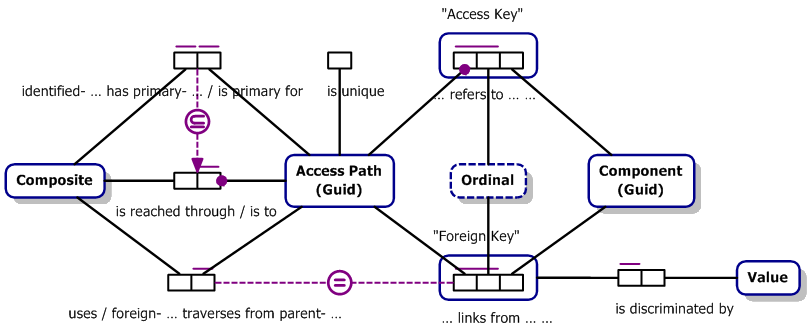 "Access Key"
identified- ... has primary- ... / is primary for
is unique
... refers to ... ...
Composite
Access Path
(Guid)
Ordinal
Component
(Guid)
is reached through / is to
"Foreign Key"
Value
uses / foreign- ... traverses from parent- ...
... links from ... ...
is discriminated by